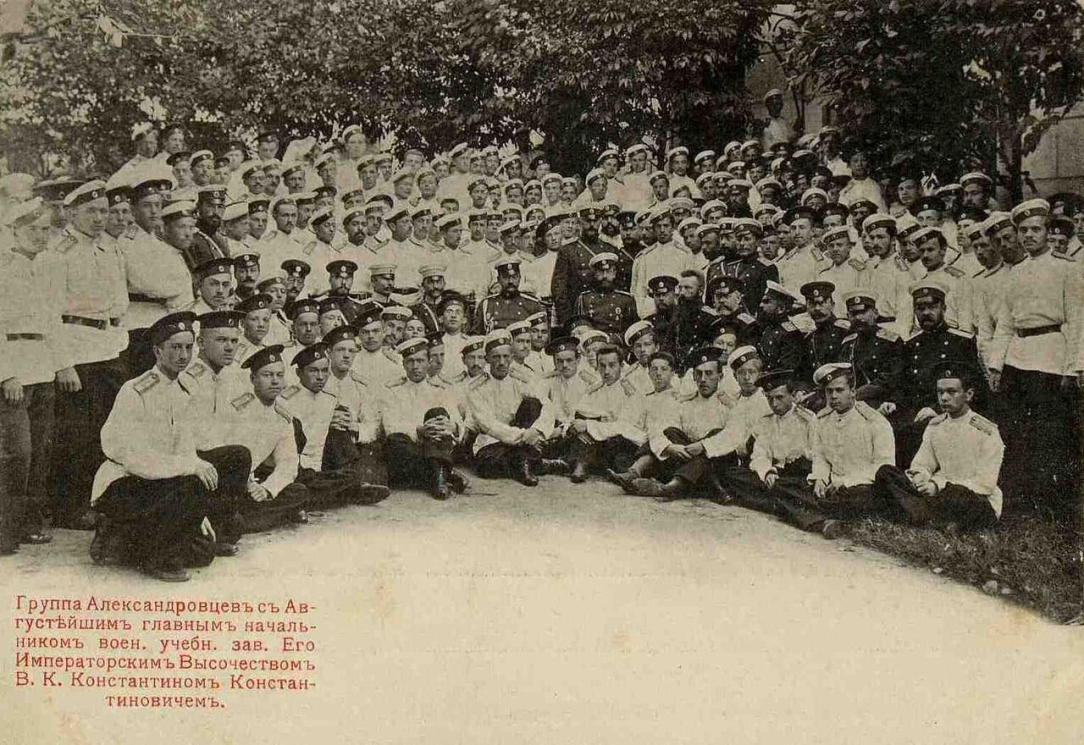 Группа Александровцевъ съ Ав-
густѣйшимъ главнымъ началь-
никомъ воен. учебн. зав. Его
Императорскимъ Высочествомъ
В. К. Константиномъ Констан-
тиновичемъ.